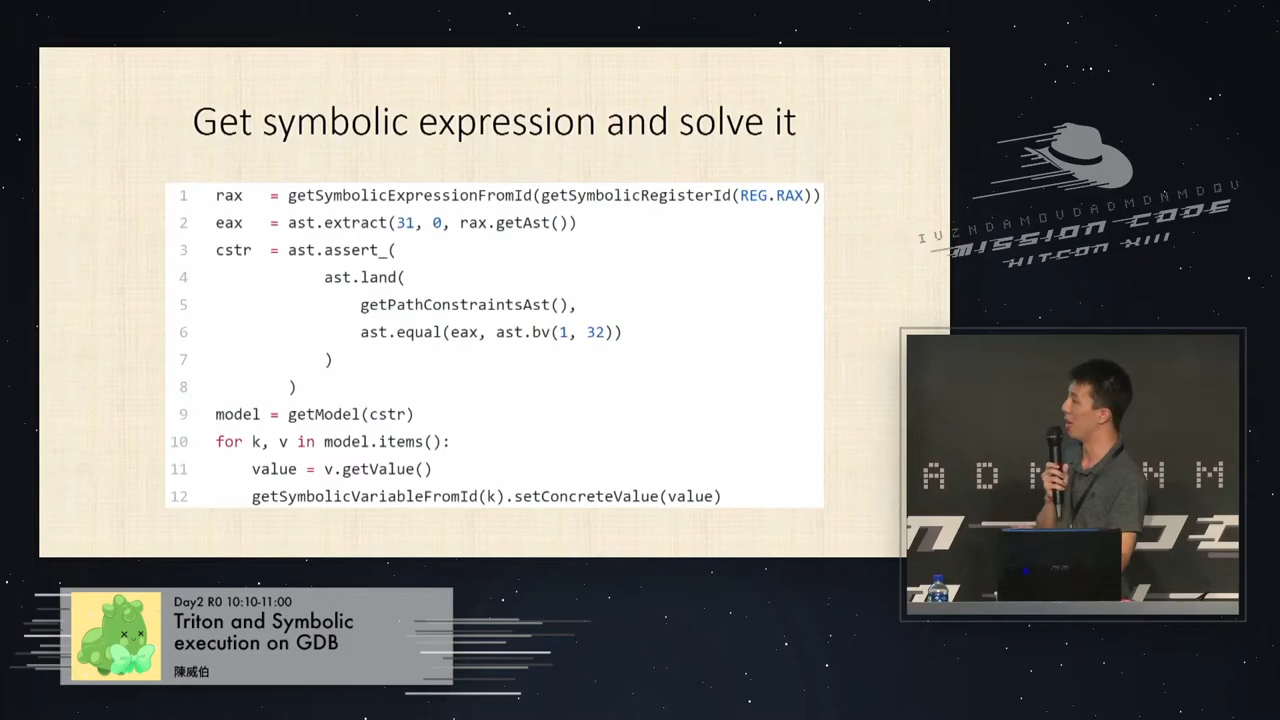 Get symbolic expression and solve it
1 rax = getSymbolicExpressionFromId(getSymbolicRegisterId(REG.RAX))
2 eax = ast.extract(31, 0, rax.getAst())
3 cstr = ast.assert_(
4 ast.land(
5 getPathConstraintsAst(),
6 ast.equal(eax, ast.bv(1, 32))
7 )
8 )
9 model = getModel(cstr)
10 for k, v in model.items():
11 value = v.getValue()
12 getSymbolicVariableFromId(k).setConcreteValue(value)
IVZNDAMOVDADMDAMDQV
MISSION CODE
HITCON XIII
ADM
M M
Day2 R0 10:10-11:00
Triton and Symbolic
execution on GDB
陳威伯